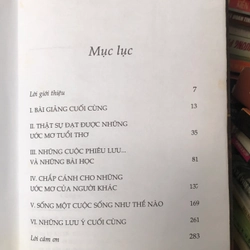 Mục lục
Lời giới thiệu 7
I. BÀI GIẢNG CUỐI CÙNG 13
II. THẬT SỰ ĐẠT ĐƯỢC NHỮNG
ƯỚC MƠ TUỔI THƠ 35
III. NHỮNG CUỘC PHIÊU LƯU...
VÀ NHỮNG BÀI HỌC 81
IV. CHẮP CÁNH CHO NHỮNG
ƯỚC MƠ CỦA NGƯỜI KHÁC
V. SỐNG MỘT CUỘC SỐNG NHƯ THẾ NÀO 169
VI. NHỮNG LƯU Ý CUỐI CÙNG 261
Lời cảm ơn 283